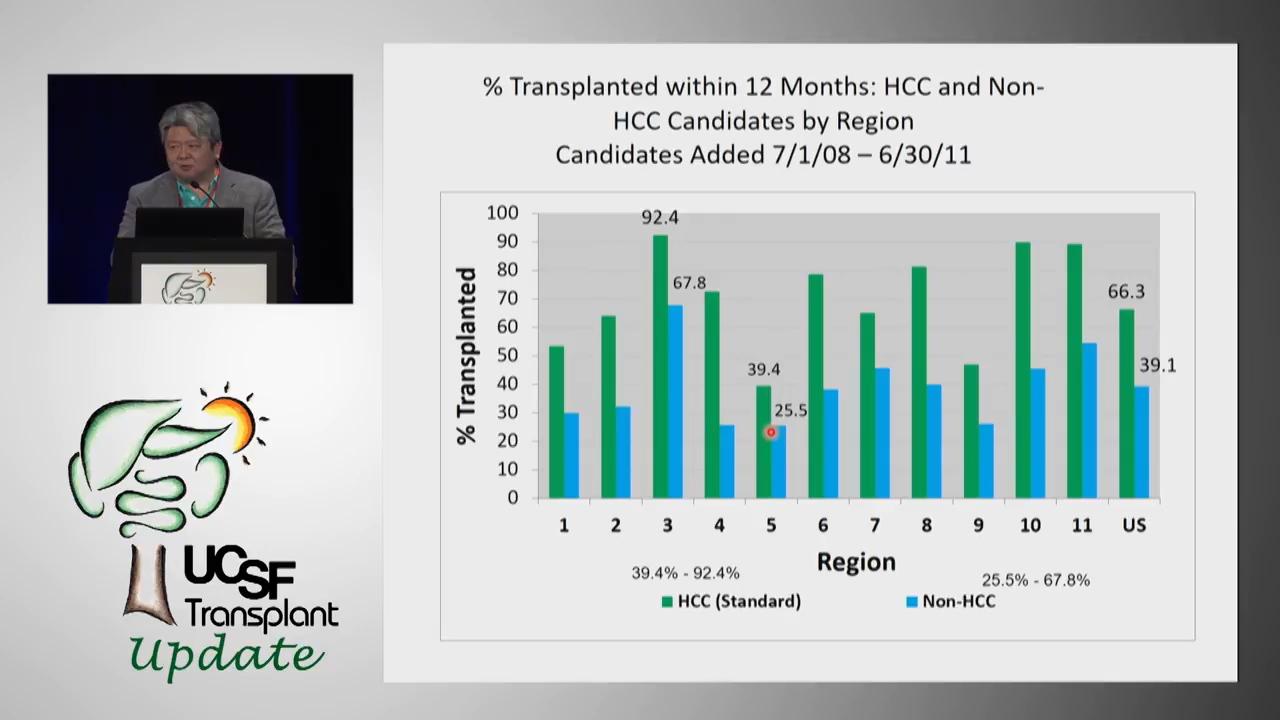 % Transplanted within 12 Months: HCC and Non-
HCC Candidates by Region
Candidates Added 7/1/08 – 6/30/11
% Transplanted
100
90
80
70
60
50
40
30
20
10
0
92.4
67.8
39.4
25.5
66.3
39.1
1 2 3 4 5 6 7 8 9 10 11 US
Region
39.4% - 92.4%
25.5% - 67.8%
HCC (Standard)
Non-HCC
UCSF
Transplant
Update